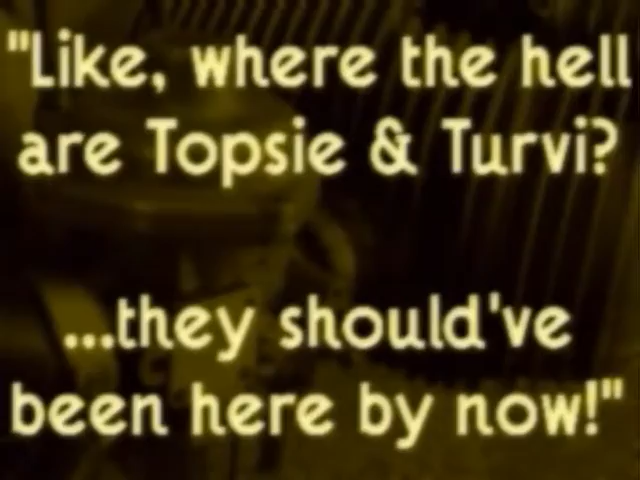 "Like, where the hell
are Topsie & Turvi?
...they should've
been here by now!"